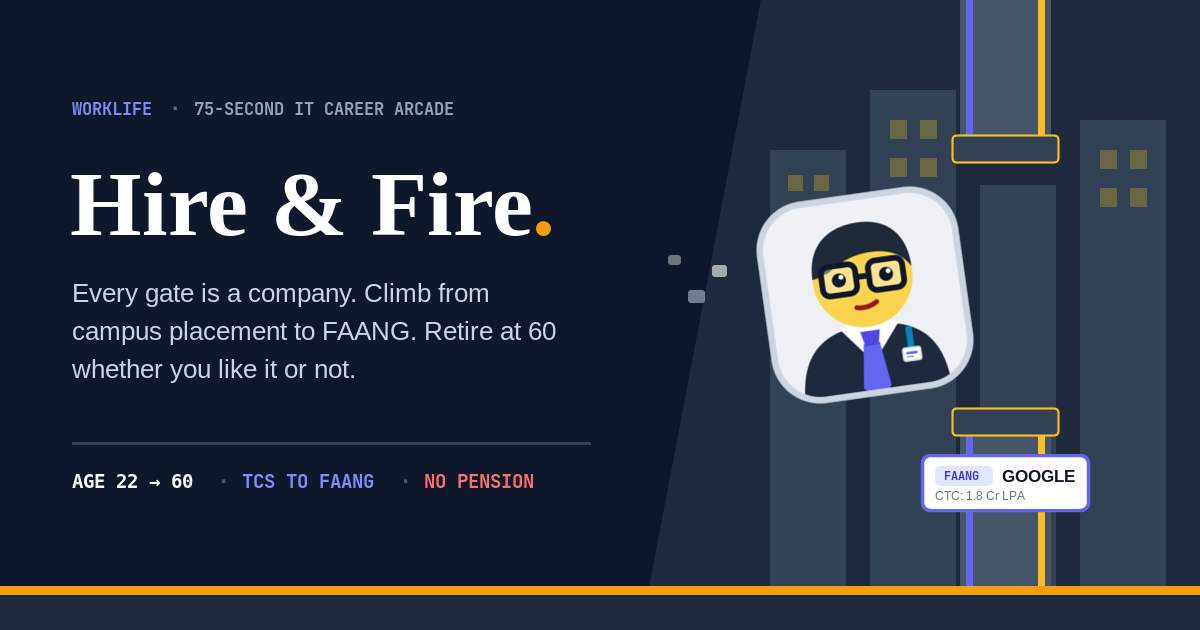 WORKLIFE · 75-SECOND IT CAREER ARCADE
Hire & Fire.
Every gate is a company. Climb from
campus placement to FAANG. Retire at 60
whether you like it or not.
AGE 22 → 60 · TCS TO FAANG · NO PENSION
FAANG GOOGLE
CTC: 1.8 Cr LPA